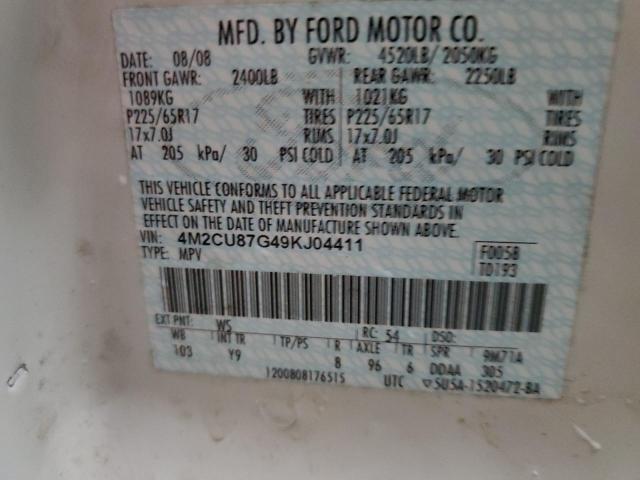 MFD. BY FORD MOTOR CO.
DATE: 08/08 GVWR: 4520LB/ 2050KG
FRONT GAWR: 2400LB REAR GAWR: 2250LB
1089KG WITH 1021KG WITH
P225/65R17 TIRES P225/65R17 TIRES
17x7.0J RIMS 17x7.0J RIMS
AT 205 kPa/ 30 PSI COLD AT 205 kPa/ 30 PSI COLD
THIS VEHICLE CONFORMS TO ALL APPLICABLE FEDERAL MOTOR
VEHICLE SAFETY AND THEFT PREVENTION STANDARDS IN
EFFECT ON THE DATE OF MANUFACTURE SHOWN ABOVE.
VIN: 4M2CU87G49KJ04411 F0058
TYPE: MPV T0193
EXT PNT: W5 RC: 54 DSO:
WB INT TR TP/PS R AXLE TR SPR 9M71A
103 Y9 8 96 6 DD4A 305
1200808176515 UTC ▽5U5A-1520472-BA